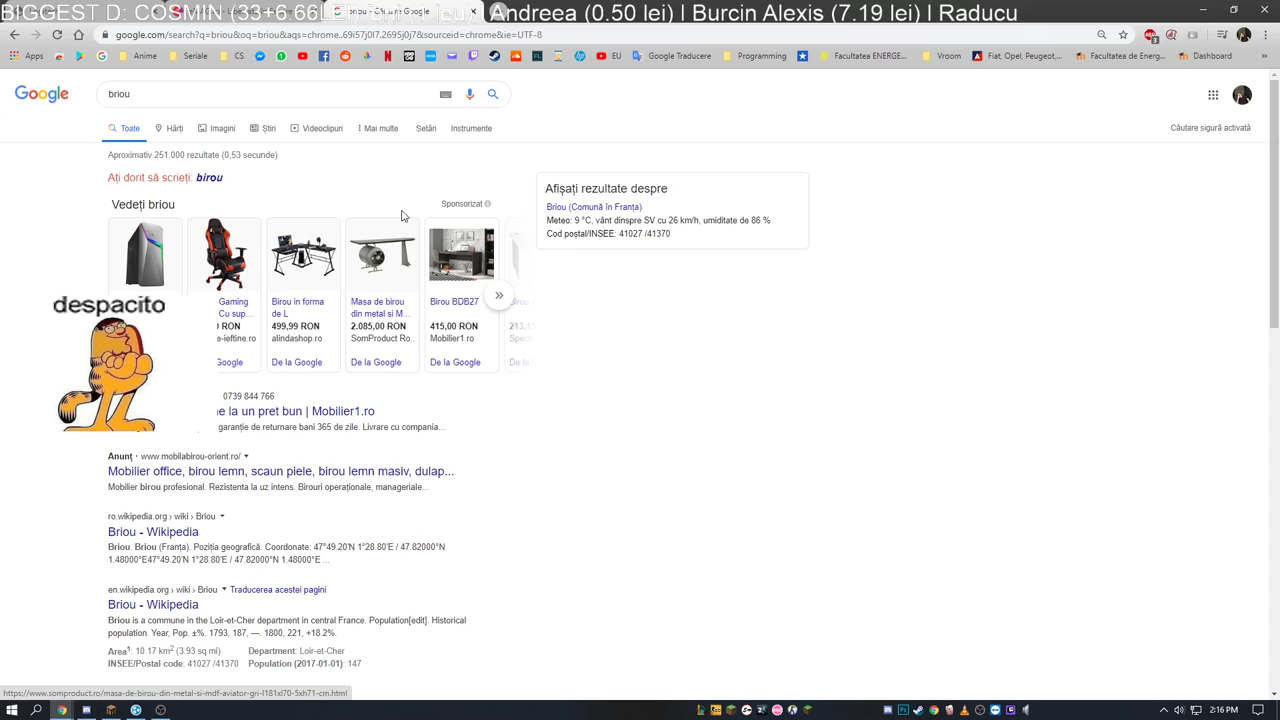 BIGGEST D: COSMIN (33+6.66 LEI) Andreea (0.50 lei) | Burcin Alexis (7.19 lei) | Raducu
google.com/search?q=briou&oq=briou&aqs=chrome..69i57j0l7.2695j0j7&sourceid=chrome&ie=UTF-8
Apps Anime Seriale CS EU Google Traducere Programming Facultatea ENERGE... Vroom Fiat, Opel, Peugeot,... Facultatea de Energ... Dashboard »
Google briou
Toate Hărți Imagini Știri Videoclipuri Mai multe Setări Instrumente Căutare sigură activată
Aproximativ 251.000 rezultate (0,53 secunde)
Ați dorit să scrieți: birou
Vedeți briou Sponsorizat
Afișați rezultate despre
Briou (Comună în Franța)
Meteo: 9 °C, vânt dinspre SV cu 26 km/h, umiditate de 86 %
Cod poștal/INSEE: 41027 /41370
despacito
Gaming Birou in forma Masa de birou Birou BDB27
Cu sup... de L din metal si M...
0 RON 499,99 RON 2.085,00 RON 415,00 RON
e-ieftine.ro alindashop.ro SomProduct Ro.. Mobilier1.ro
Google De la Google De la Google De la Google
0739 844 766
ne la un pret bun | Mobilier1.ro
garanție de returnare bani 365 de zile. Livrare cu compania...
Anunț · www.mobilabirou-orient.ro/
Mobilier office, birou lemn, scaun piele, birou lemn masiv, dulap...
Mobilier birou profesional. Rezistenta la uz intens. Birouri operaționale, manageriale...
ro.wikipedia.org › wiki › Briou
Briou - Wikipedia
Briou. Briou (Franța). Poziția geografică. Coordonate: 47°49.20′N 1°28.80′E / 47.82000°N
1.48000°E47°49.20′N 1°28.80′E / 47.82000°N 1.48000°E ...
en.wikipedia.org › wiki › Briou Traducerea acestei pagini
Briou - Wikipedia
Briou is a commune in the Loir-et-Cher department in central France. Population[edit]. Historical
population. Year, Pop. ±%. 1793, 187, —. 1800, 221, +18.2%.
Area¹: 10.17 km² (3.93 sq mi) Department: Loir-et-Cher
INSEE/Postal code: 41027 /41370 Population (2017-01-01): 147
https://www.somproduct.ro/masa-de-birou-din-metal-si-mdf-aviator-gri-l181xl70-5xh71-cm.html
2:16 PM